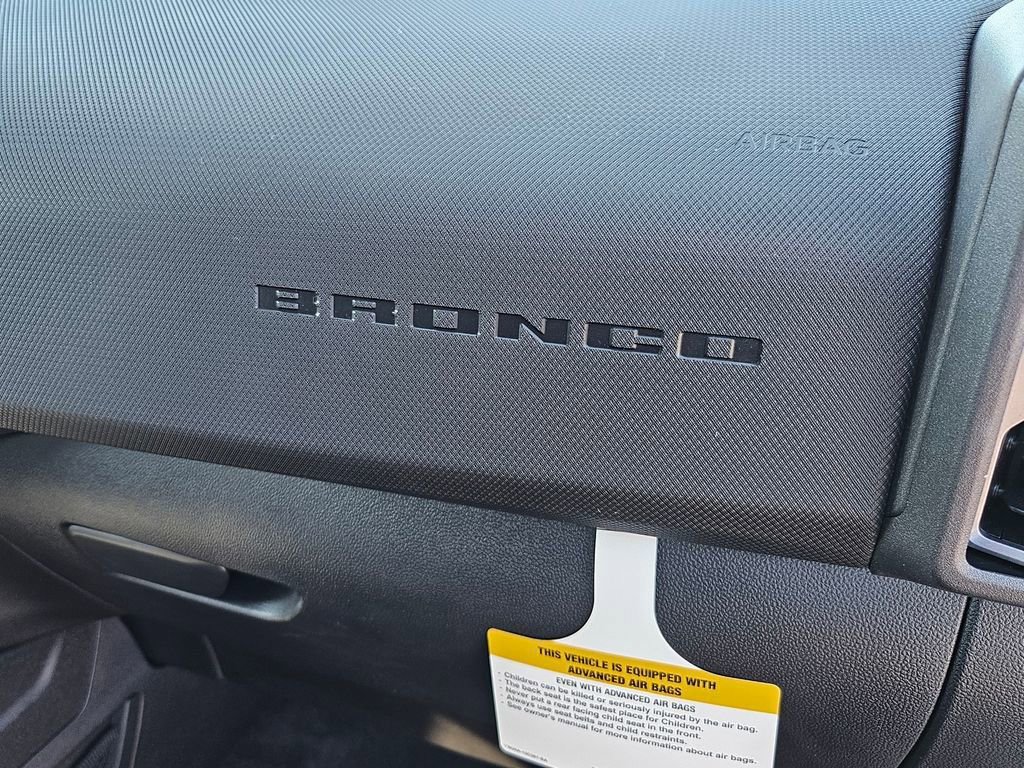 AIRBAG
BRONCO
THIS VEHICLE IS EQUIPPED WITH
ADVANCED AIR BAGS
EVEN WITH ADVANCED AIR BAGS
- Children can be killed or seriously injured by the air bag.
- The back seat is the safest place for Children.
- Never put a rear facing child seat in the front.
- Always use seat belts and child restraints.
- See owner's manual for more information about air bags.